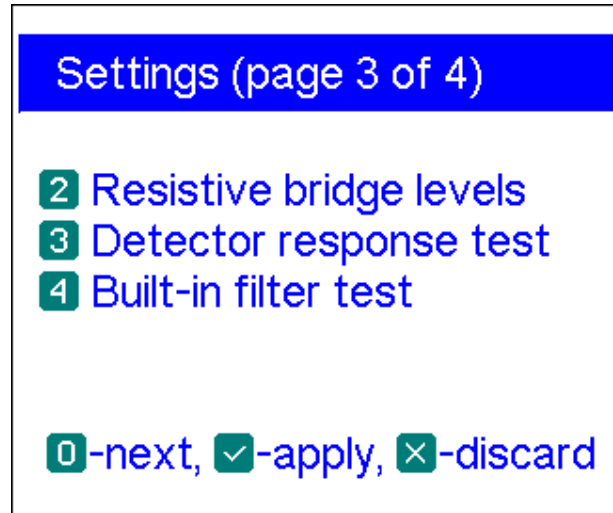 Settings (page 3 of 4)
2 Resistive bridge levels
3 Detector response test
4 Built-in filter test
0-next, ✓-apply, ×-discard